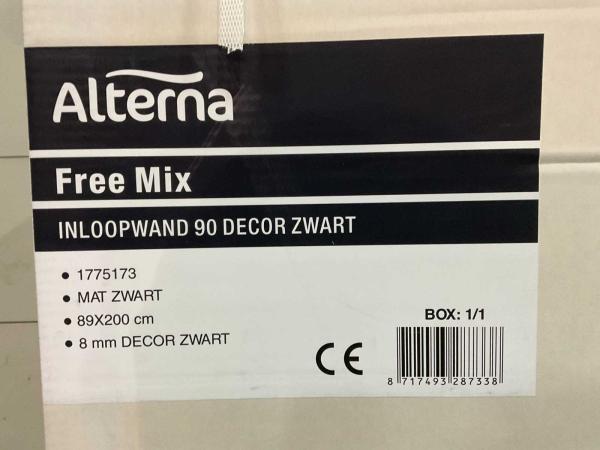 Alterna
Free Mix
INLOOPWAND 90 DECOR ZWART
• 1775173
• MAT ZWART
• 89X200 cm
• 8 mm DECOR ZWART
CE
BOX: 1/1
8 717493 287338